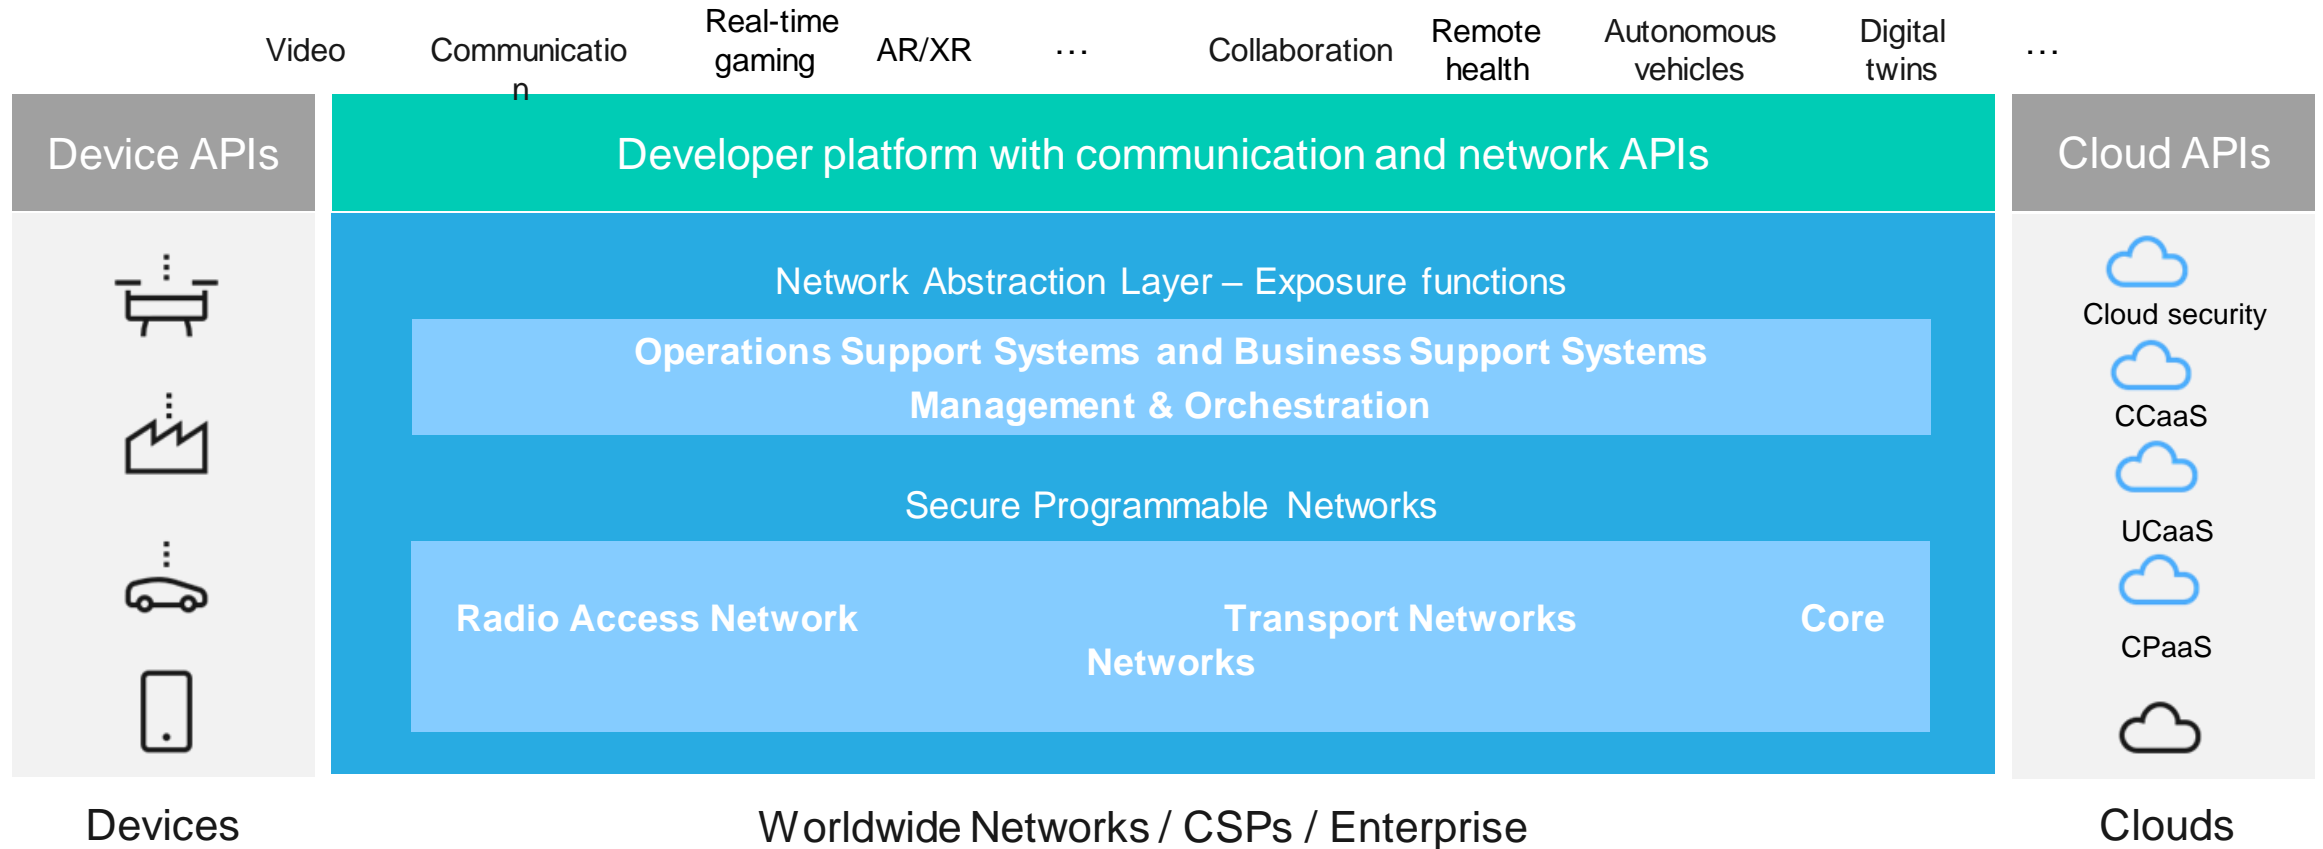 Video
Communicatio
n
Real-time
gaming
AR/XR
...
Collaboration
Remote
health
Autonomous
vehicles
Digital
twins
...
Device APIs
Developer platform with communication and network APIs
Cloud APIs
Network Abstraction Layer – Exposure functions
Operations Support Systems and Business Support Systems
Management & Orchestration
Secure Programmable Networks
Radio Access Network Transport Networks Core
Networks
Cloud security
CCaaS
UCaaS
CPaaS
Devices
Worldwide Networks / CSPs / Enterprise
Clouds